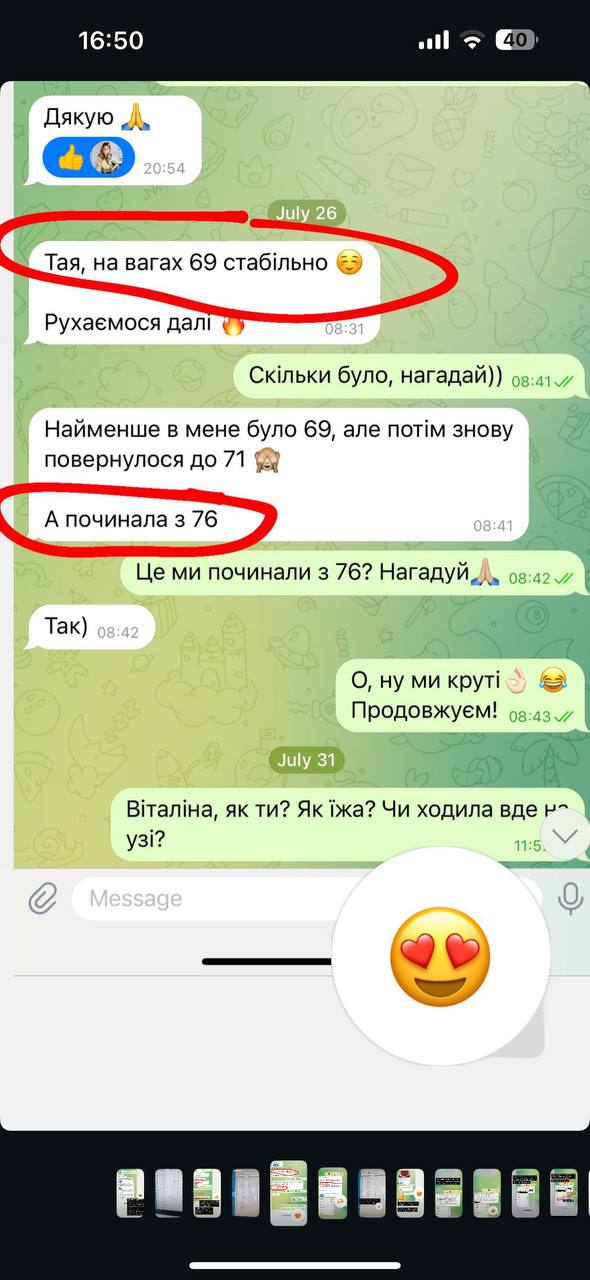 16:50
40
Дякую 🙏
20:54
July 26
Тая, на вагах 69 стабільно ☺️
Рухаємося далі 🔥
08:31
Скільки було, нагадай)) 08:41
Найменше в мене було 69, але потім знову
повернулося до 71 🙈
А починала з 76
08:41
Це ми починали з 76? Нагадуй🙏🏼 08:42
Так) 08:42
О, ну ми круті👌🏻 😂
Продовжуєм! 08:43
July 31
Віталіна, як ти? Як їжа? Чи ходила вде на
узі?
Message